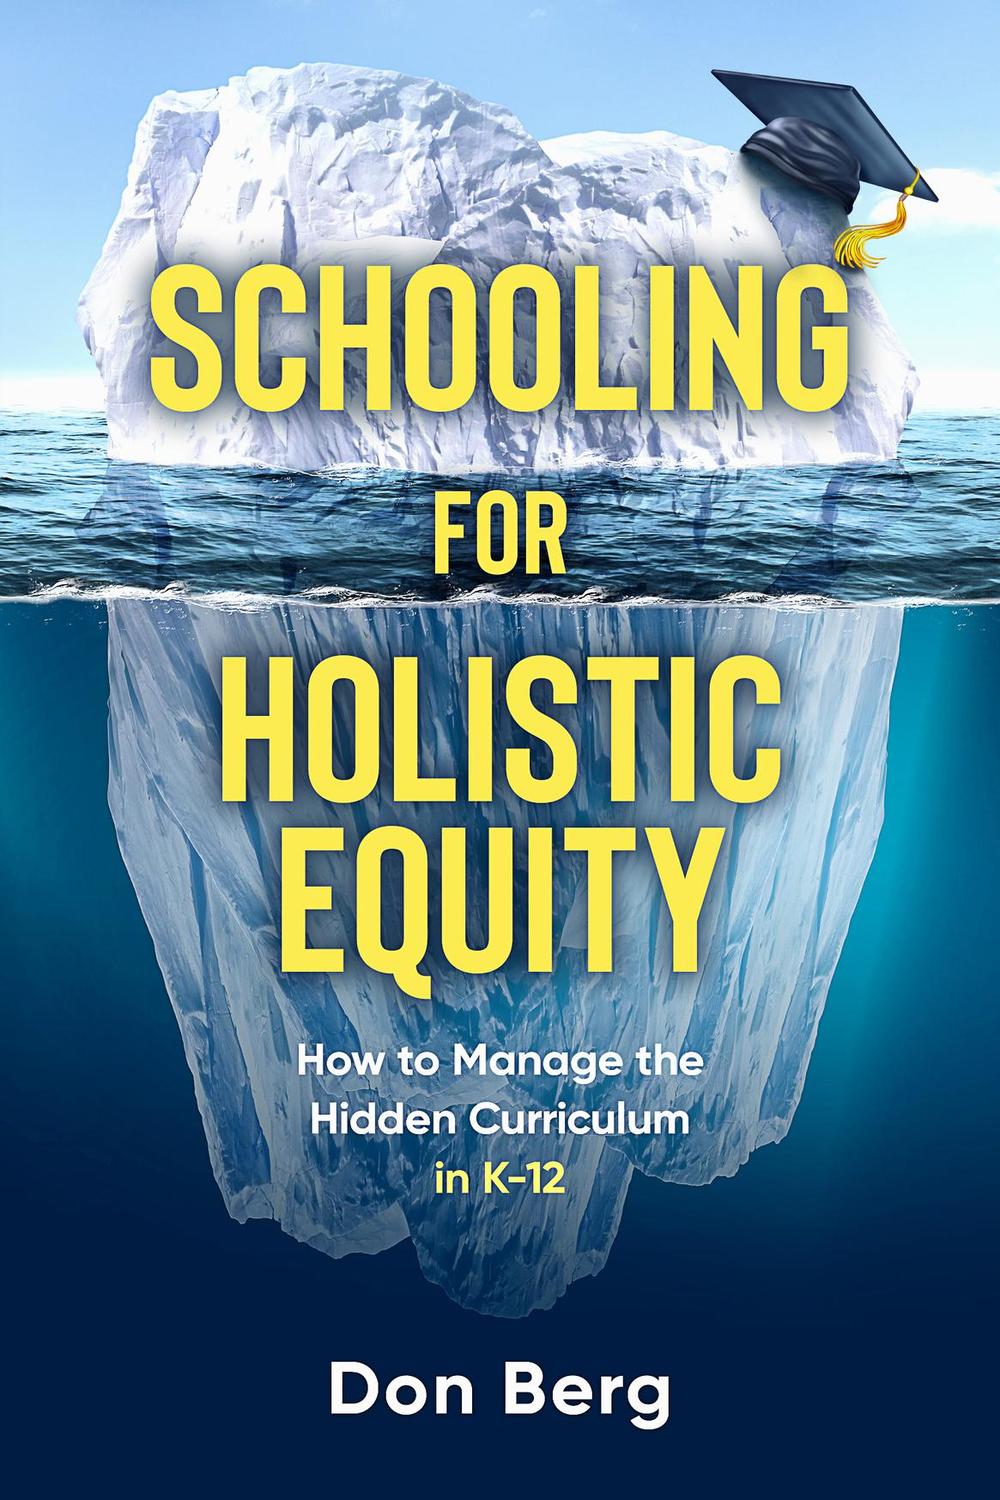 SCHOOLING
FOR
HOLISTIC
EQUITY
How to Manage the
Hidden Curriculum
in K-12
Don Berg